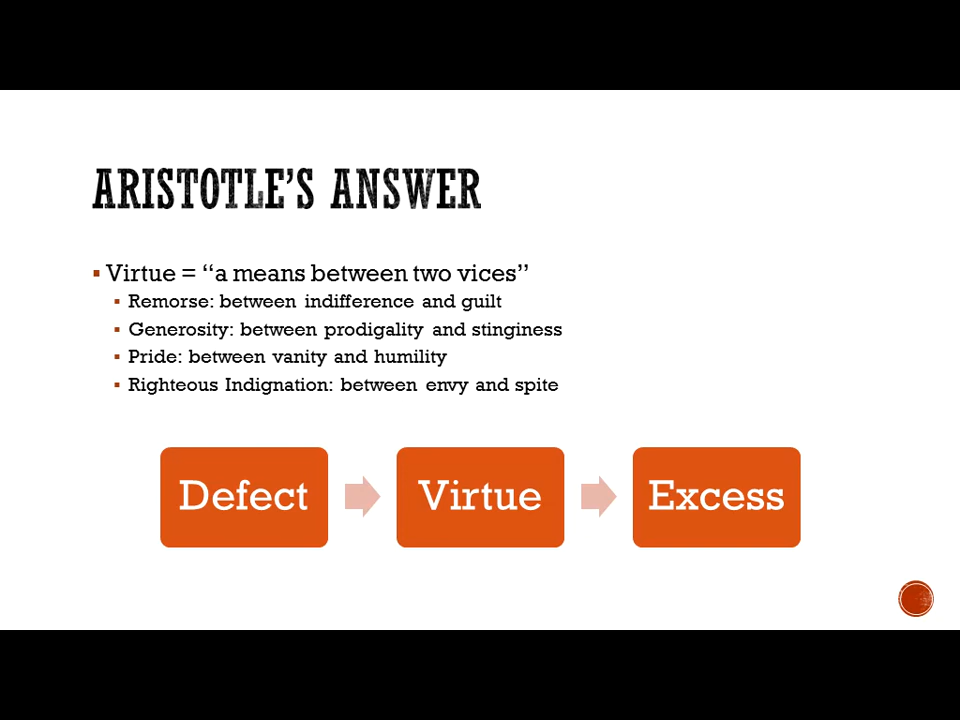 ARISTOTLE'S ANSWER
Virtue = “a means between two vices”
Remorse: between indifference and guilt
Generosity: between prodigality and stinginess
Pride: between vanity and humility
Righteous Indignation: between envy and spite
Defect
Virtue
Excess